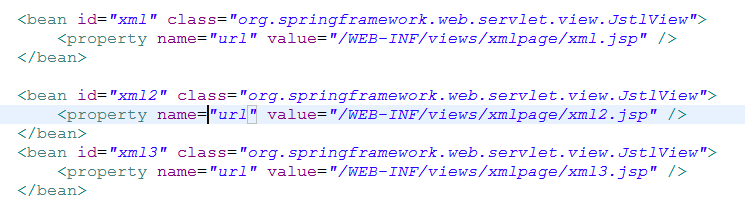 <bean id="xml" class="org.springframework.web.servlet.view.JstlView">
<property name="url" value="/WEB-INF/views/xmlpage/xml.jsp" />
</bean>
<bean id="xml2" class="org.springframework.web.servlet.view.JstlView">
<property name="url" value="/WEB-INF/views/xmlpage/xml2.jsp" />
</bean>
<bean id="xml3" class="org.springframework.web.servlet.view.JstlView">
<property name="url" value="/WEB-INF/views/xmlpage/xml3.jsp" />
</bean>